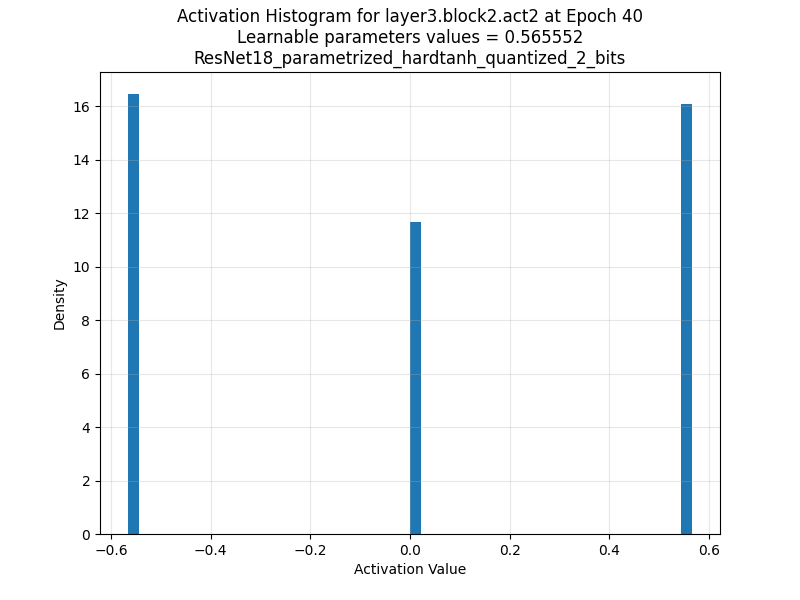 Activation Histogram for layer3.block2.act2 at Epoch 40
Learnable parameters values = 0.565552
ResNet18_parametrized_hardtanh_quantized_2_bits
16
14
12
10
8
6
4
2
0
Density
−0.6 −0.4 −0.2 0.0 0.2 0.4 0.6
Activation Value